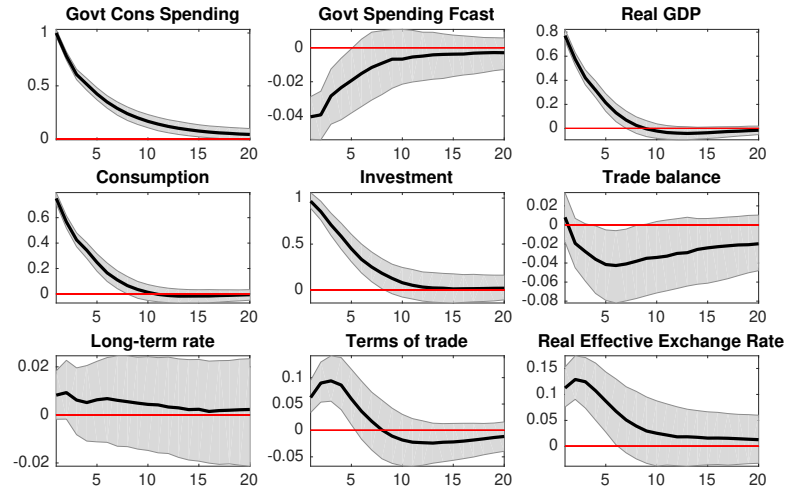 Govt Cons Spending
1
0.5
0
5 10 15 20
Govt Spending Fcast
0
-0.02
-0.04
5 10 15 20
Real GDP
0.8
0.6
0.4
0.2
0
5 10 15 20
Consumption
0.6
0.4
0.2
0
5 10 15 20
Investment
1
0.5
0
5 10 15 20
Trade balance
0.02
0
-0.02
-0.04
-0.06
-0.08
5 10 15 20
Long-term rate
0.02
0
-0.02
5 10 15 20
Terms of trade
0.1
0.05
0
-0.05
5 10 15 20
Real Effective Exchange Rate
0.15
0.1
0.05
0
5 10 15 20